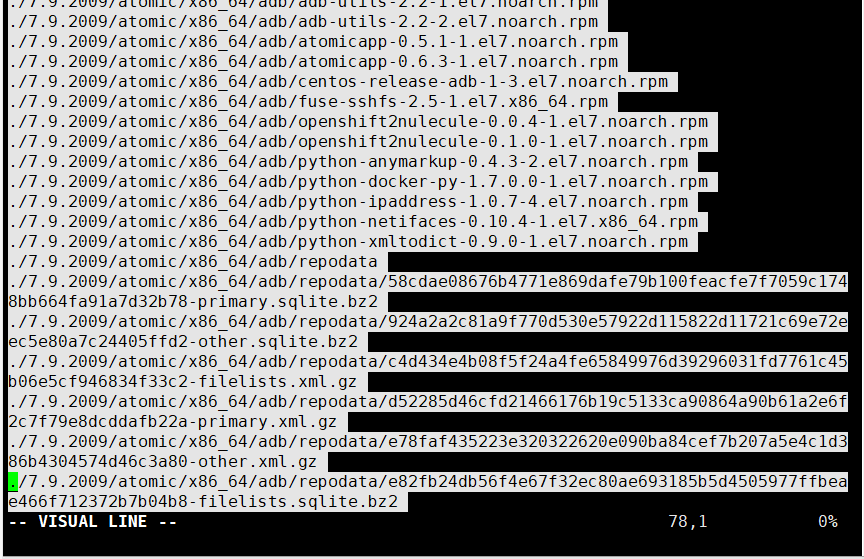 ./7.9.2009/atomic/x86_64/adb/adb-utils-2.2-1.el7.noarch.rpm
./7.9.2009/atomic/x86_64/adb/adb-utils-2.2-2.el7.noarch.rpm
./7.9.2009/atomic/x86_64/adb/atomicapp-0.5.1-1.el7.noarch.rpm
./7.9.2009/atomic/x86_64/adb/atomicapp-0.6.3-1.el7.noarch.rpm
./7.9.2009/atomic/x86_64/adb/centos-release-adb-1-3.el7.noarch.rpm
./7.9.2009/atomic/x86_64/adb/fuse-sshfs-2.5-1.el7.x86_64.rpm
./7.9.2009/atomic/x86_64/adb/openshift2nulecule-0.0.4-1.el7.noarch.rpm
./7.9.2009/atomic/x86_64/adb/openshift2nulecule-0.1.0-1.el7.noarch.rpm
./7.9.2009/atomic/x86_64/adb/python-anymarkup-0.4.3-2.el7.noarch.rpm
./7.9.2009/atomic/x86_64/adb/python-docker-py-1.7.0.0-1.el7.noarch.rpm
./7.9.2009/atomic/x86_64/adb/python-ipaddress-1.0.7-4.el7.noarch.rpm
./7.9.2009/atomic/x86_64/adb/python-netifaces-0.10.4-1.el7.x86_64.rpm
./7.9.2009/atomic/x86_64/adb/python-xmltodict-0.9.0-1.el7.noarch.rpm
./7.9.2009/atomic/x86_64/adb/repodata
./7.9.2009/atomic/x86_64/adb/repodata/58cdae08676b4771e869dafe79b100feacfe7f7059c174
8bb664fa91a7d32b78-primary.sqlite.bz2
./7.9.2009/atomic/x86_64/adb/repodata/924a2a2c81a9f770d530e57922d115822d11721c69e72e
ec5e80a7c24405ffd2-other.sqlite.bz2
./7.9.2009/atomic/x86_64/adb/repodata/c4d434e4b08f5f24a4fe65849976d39296031fd7761c45
b06e5cf946834f33c2-filelists.xml.gz
./7.9.2009/atomic/x86_64/adb/repodata/d52285d46cfd21466176b19c5133ca90864a90b61a2e6f
2c7f79e8dcddafb22a-primary.xml.gz
./7.9.2009/atomic/x86_64/adb/repodata/e78faf435223e320322620e090ba84cef7b207a5e4c1d3
86b4304574d46c3a80-other.xml.gz
./7.9.2009/atomic/x86_64/adb/repodata/e82fb24db56f4e67f32ec80ae693185b5d4505977ffbea
e466f712372b7b04b8-filelists.sqlite.bz2
-- VISUAL LINE -- 78,1 0%